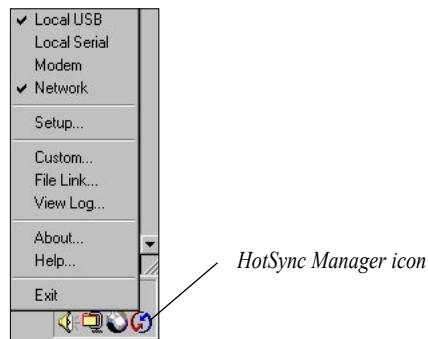 Local USB
Local Serial
Modem
Network
Setup...
Custom...
File Link...
View Log...
About...
Help...
Exit
HotSync Manager icon